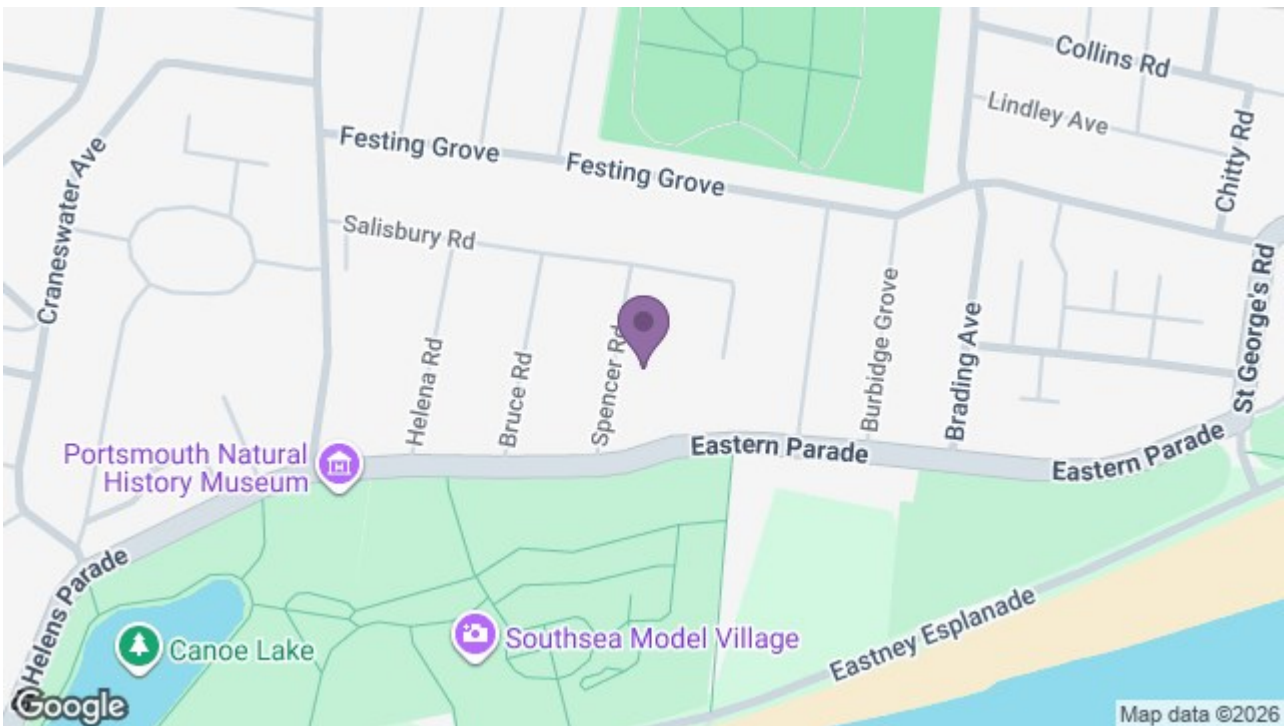 Collins Rd
Lindley Ave
Chitty Rd
Festing Grove
Festing Grove
Craneswater Ave
Salisbury Rd
St George's Rd
Helena Rd
Bruce Rd
Spencer Rd
Burbidge Grove
Brading Ave
Eastern Parade
Eastern Parade
Portsmouth Natural
History Museum
Helens Parade
Canoe Lake
Southsea Model Village
Eastney Esplanade
Google
Map data ©2026